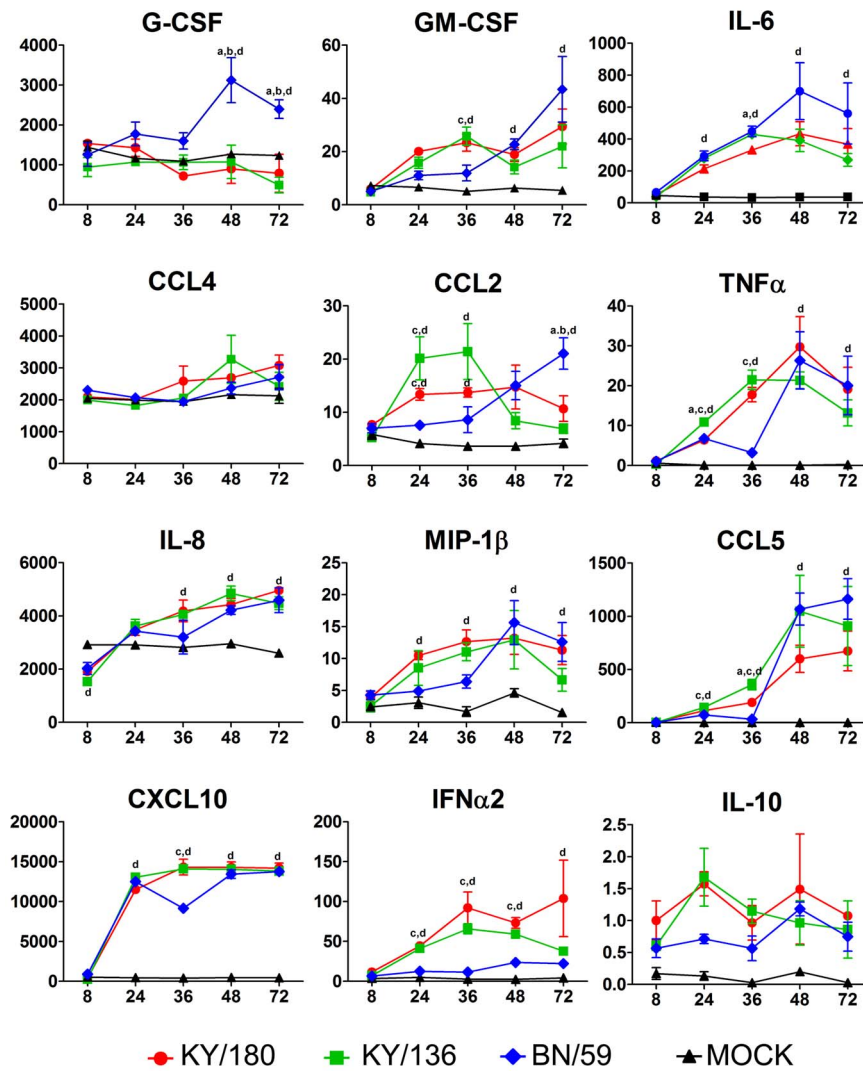 G-CSF
4000
3000
2000
1000
0
a,b,d
a,b,d
8 24 36 48 72
GM-CSF
60
40
20
0
c,d
d
d
8 24 36 48 72
IL-6
1000
800
600
400
200
0
d
a,d
d
d
8 24 36 48 72
CCL4
5000
4000
3000
2000
1000
0
8 24 36 48 72
CCL2
30
20
10
0
c,d
d
c,d
d
a.b,d
8 24 36 48 72
TNFα
40
30
20
10
0
a,c,d
c,d
d
d
8 24 36 48 72
IL-8
6000
4000
2000
0
d
d
d
d
8 24 36 48 72
MIP-1β
25
20
15
10
5
0
d
d
d
d
8 24 36 48 72
CCL5
1500
1000
500
0
c,d
a,c,d
d
d
8 24 36 48 72
CXCL10
20000
15000
10000
5000
0
d
c,d
d
d
8 24 36 48 72
IFNα2
200
150
100
50
0
c,d
c,d
c,d
d
8 24 36 48 72
IL-10
2.5
2.0
1.5
1.0
0.5
0.0
8 24 36 48 72
KY/180 KY/136 BN/59 MOCK